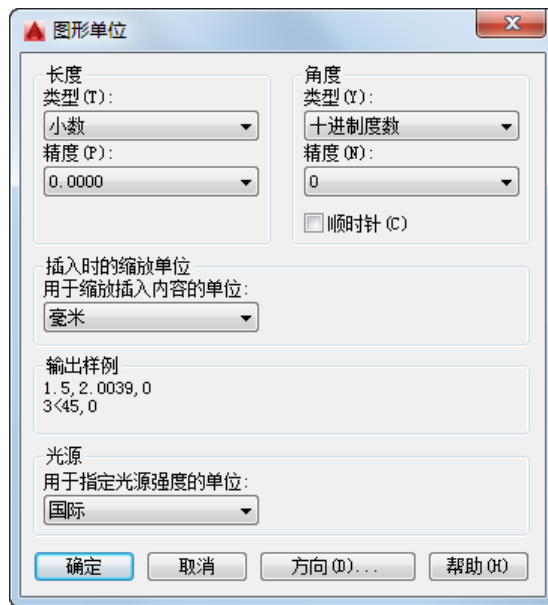 图形单位
长度
类型(T):
小数
精度(P):
0.0000
角度
类型(Y):
十进制度数
精度(N):
0
顺时针(C)
插入时的缩放单位
用于缩放插入内容的单位:
毫米
输出样例
1.5,2.0039,0
3<45,0
光源
用于指定光源强度的单位:
国际
确定 取消 方向(D)... 帮助(H)